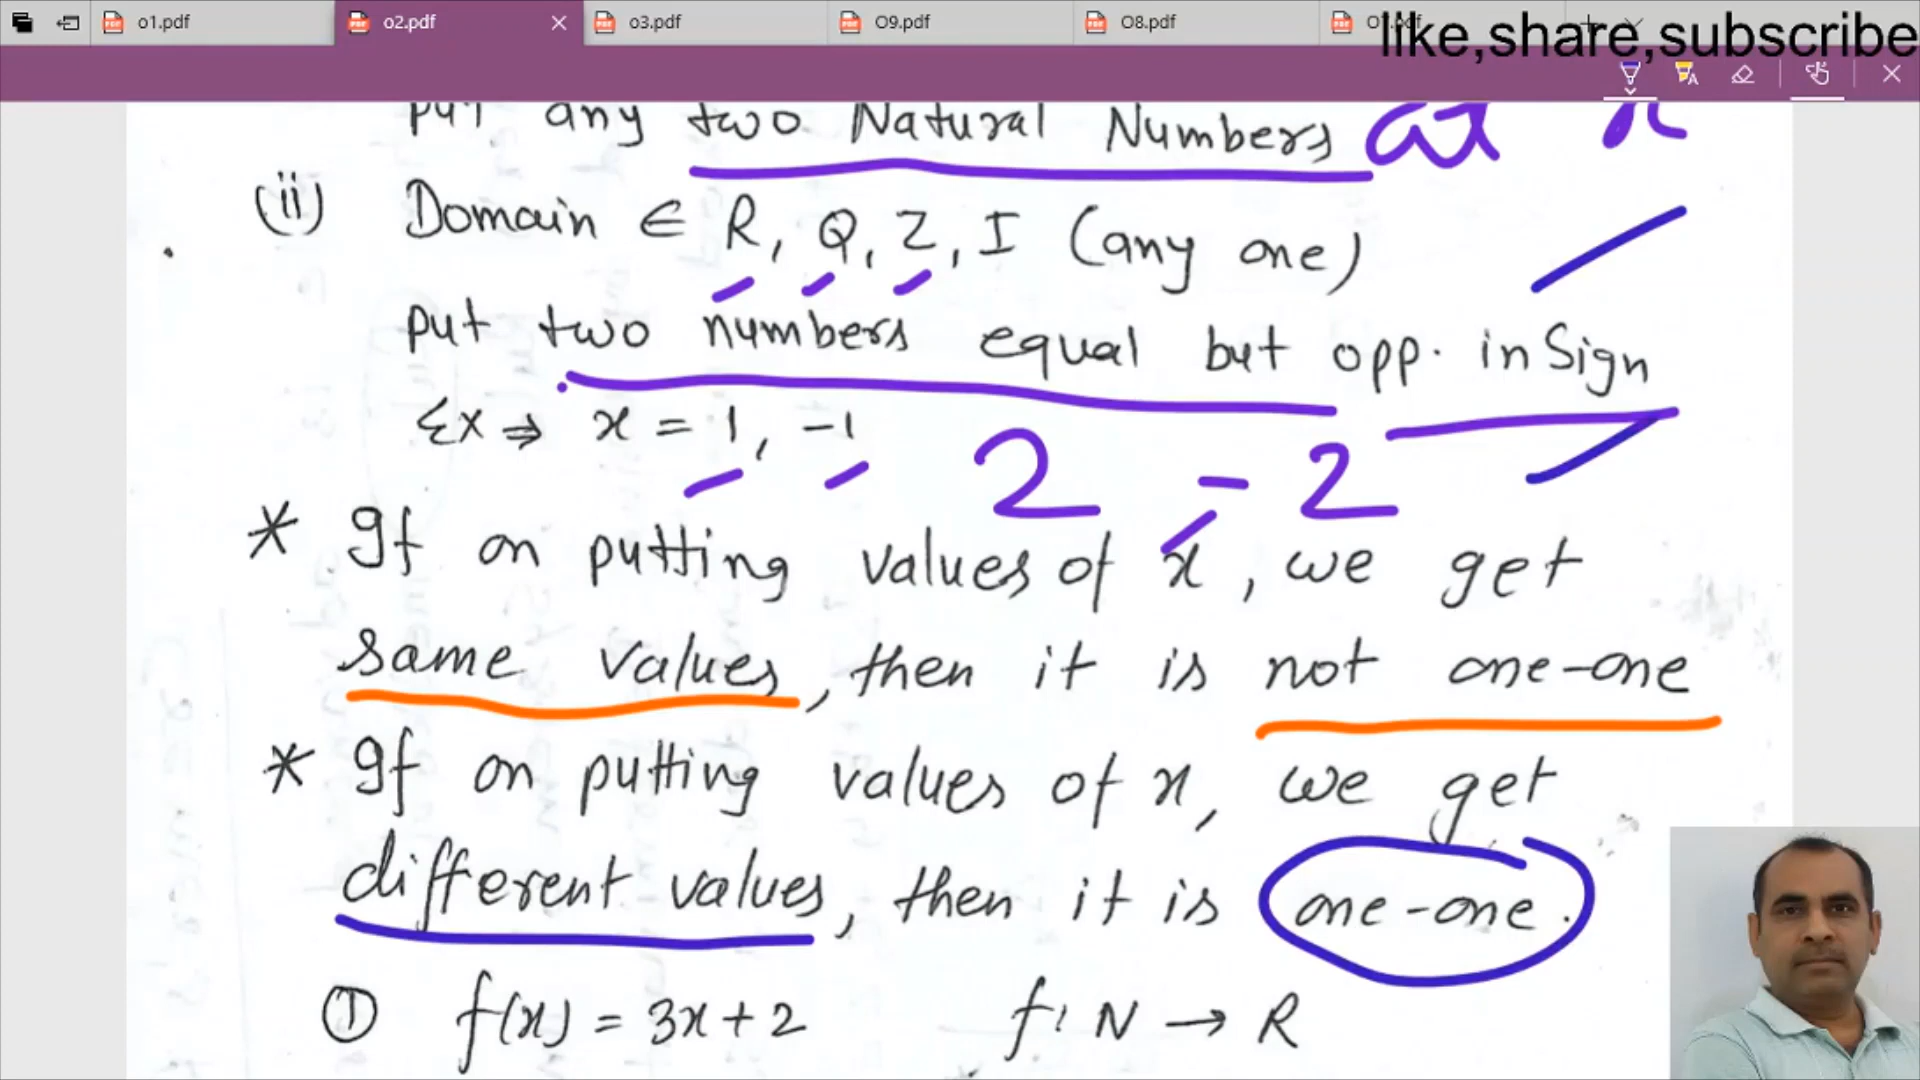 o1.pdf
o2.pdf
o3.pdf
O9.pdf
O8.pdf
like,share,subscribe
put any two Natural Numbers at x
(ii) Domain ∈ R, Q, Z, I (any one)
put two numbers equal but opp. in Sign
Ex ⇒ x = 1, -1 2 - 2
* If on putting values of x, we get
same values, then it is not one-one
* If on putting values of x, we get
different values, then it is one-one.
① f(x) = 3x+2 f: N → R